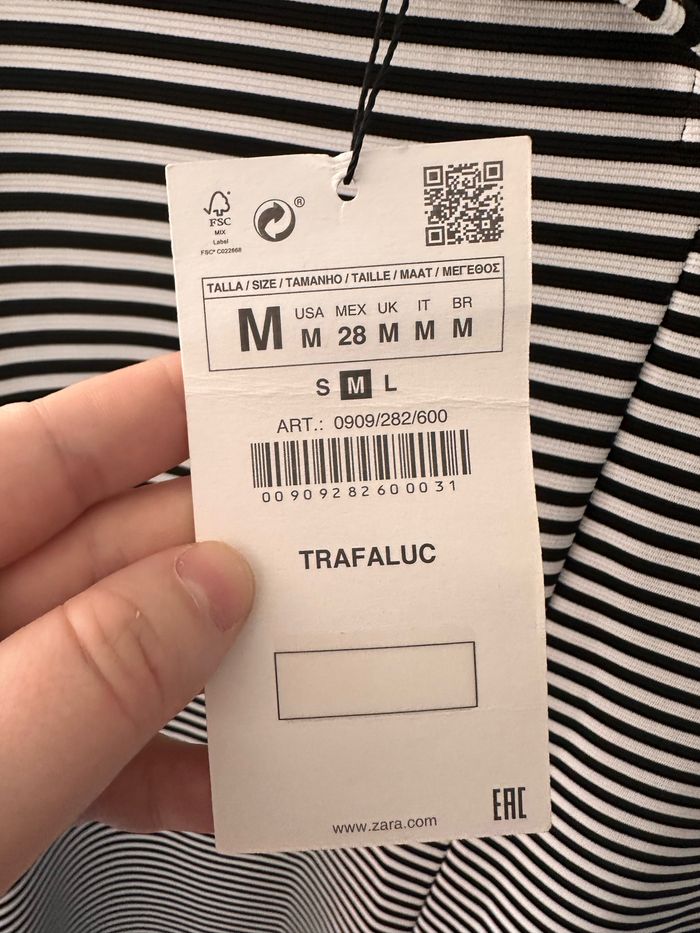 FSC
MIX
Label
FSC® C022668
®
TALLA / SIZE / TAMANHO / TAILLE / MAAT / ΜΕΓΕΘΟΣ
M
USA MEX UK IT BR
M 28 M M M
S M L
ART.: 0909/282/600
00909282600031
TRAFALUC
www.zara.com
EAC